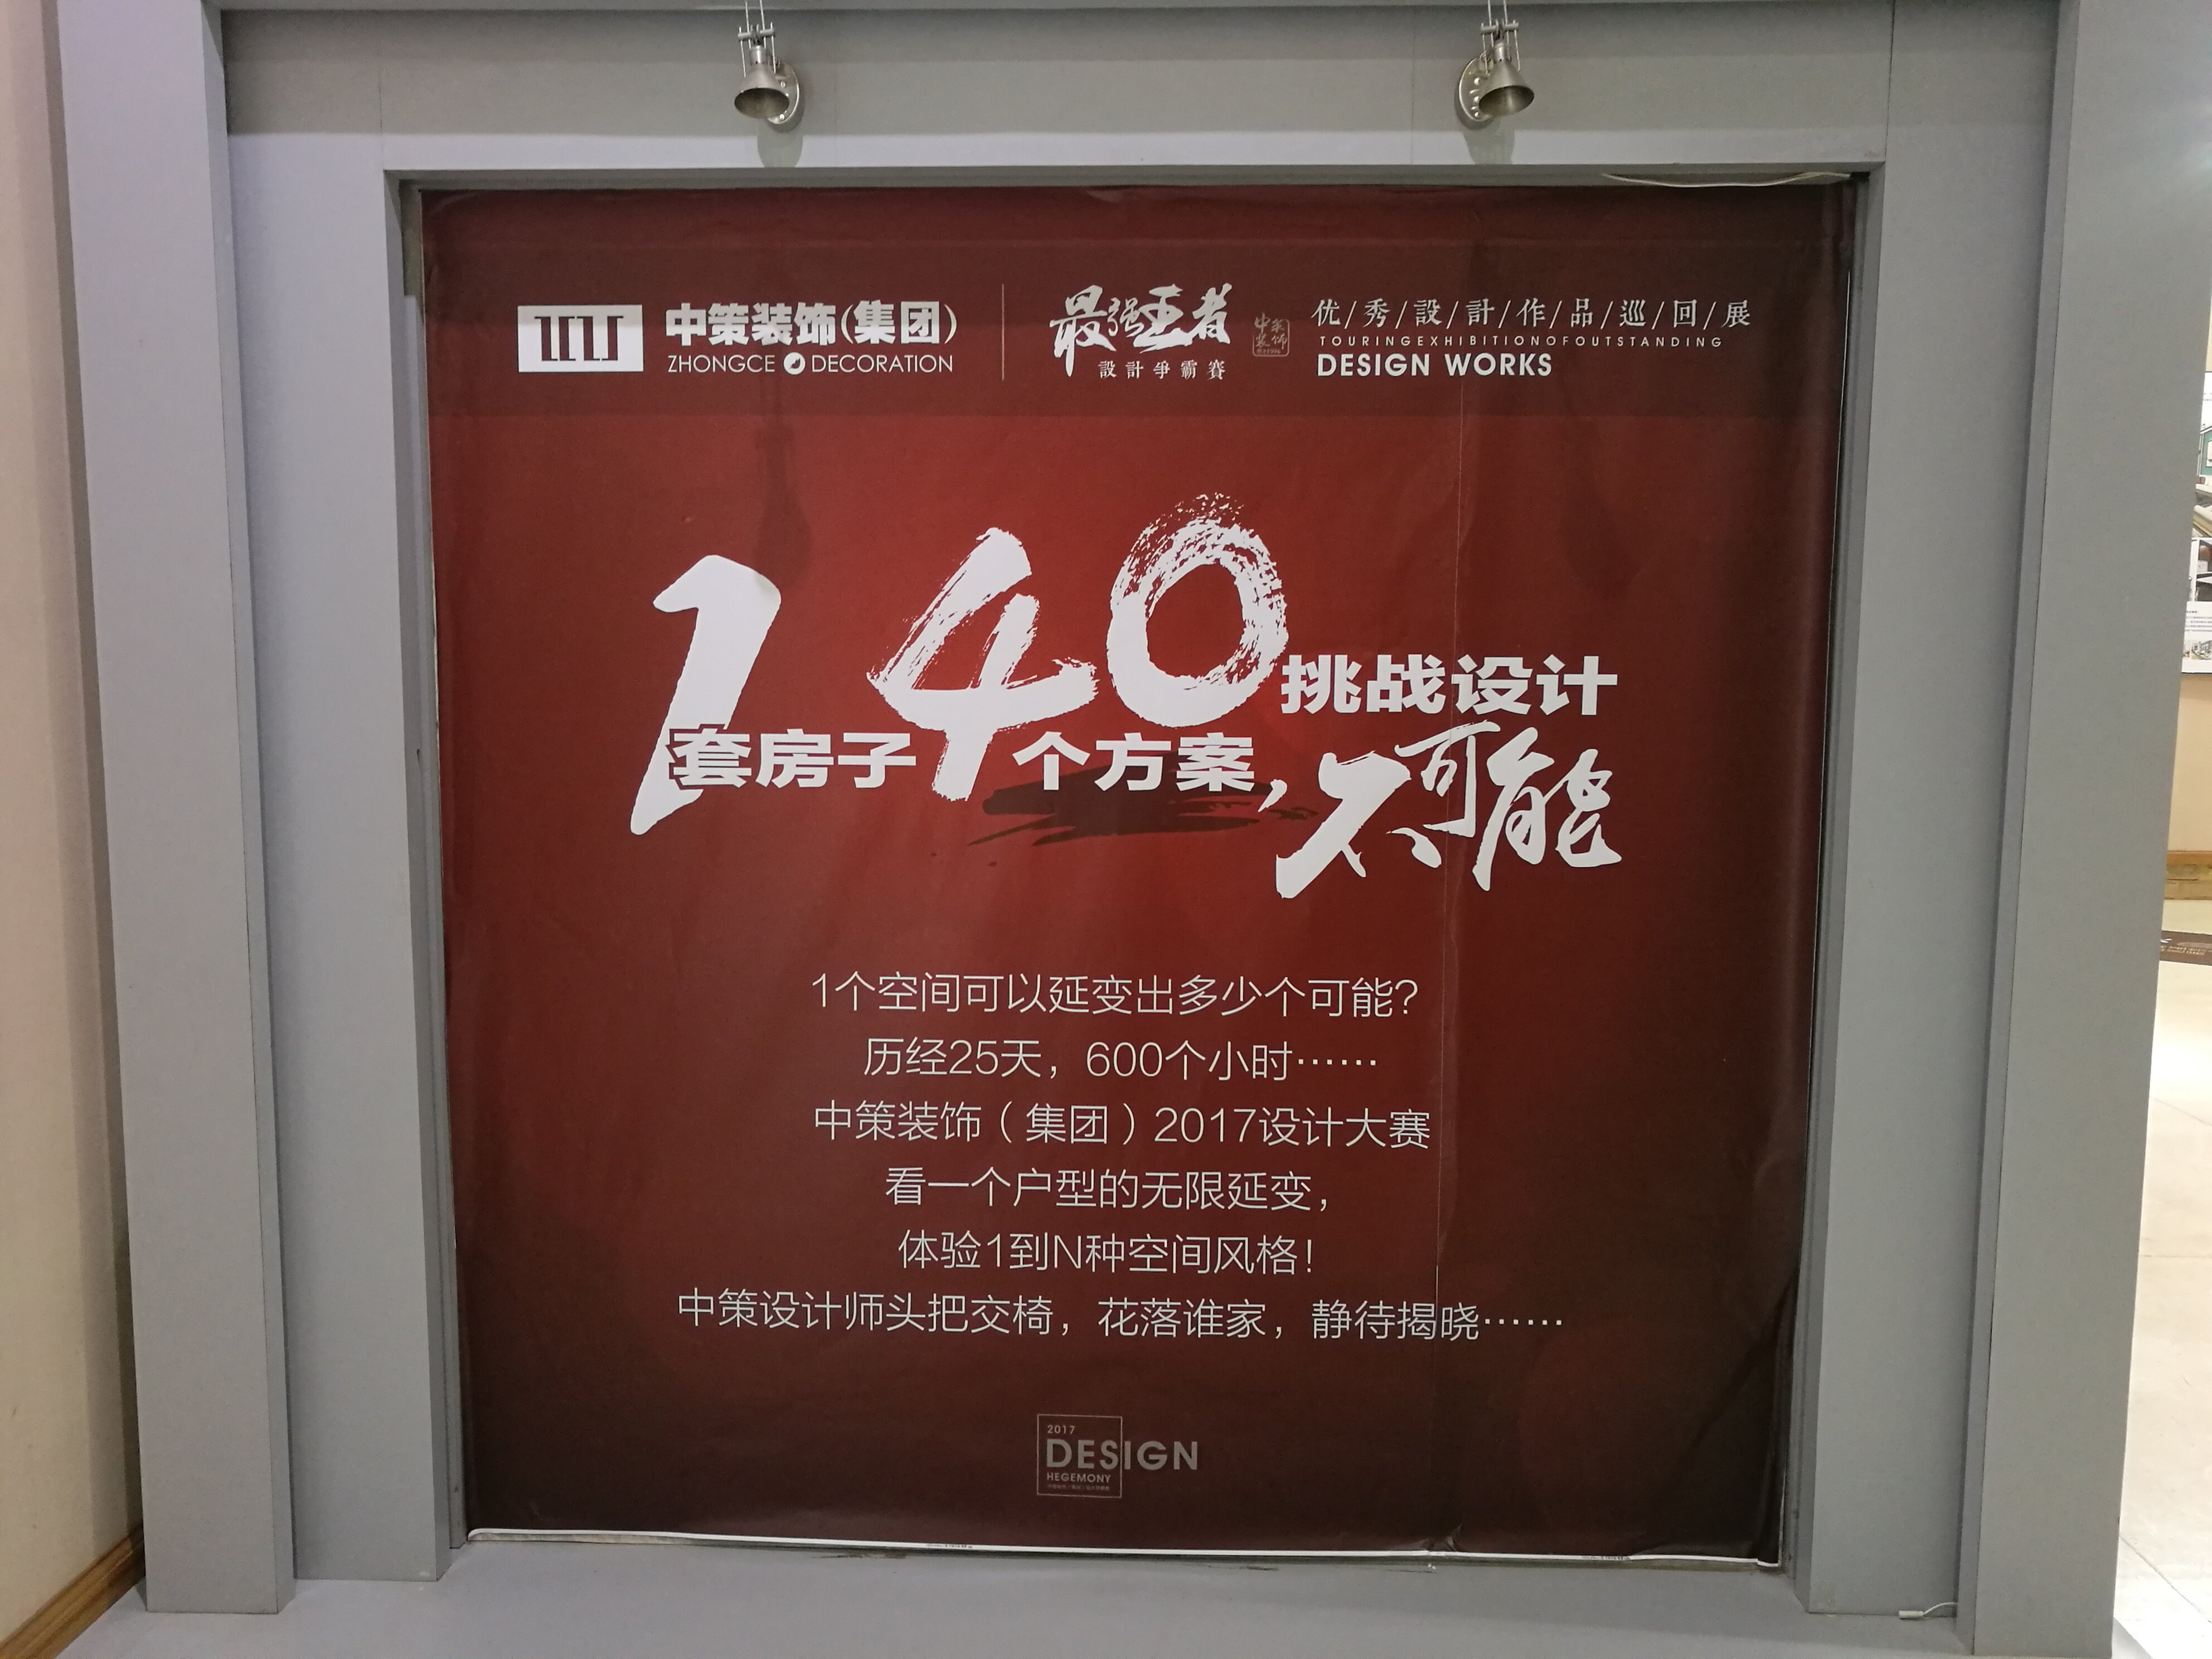 中策装饰(集团)
ZHONGCE DECORATION
最强王者
設計爭霸賽
中策装饰
优/秀/設/計/作/品/巡/回/展
TOURINGEXHIBITIONOFOUTSTANDING
DESIGN WORKS
1套房子40个方案，挑战设计不可能
1个空间可以延变出多少个可能？
历经25天，600个小时……
中策装饰（集团）2017设计大赛
看一个户型的无限延变，
体验1到N种空间风格！
中策设计师头把交椅，花落谁家，静待揭晓……
2017
DESIGN
HEGEMONY